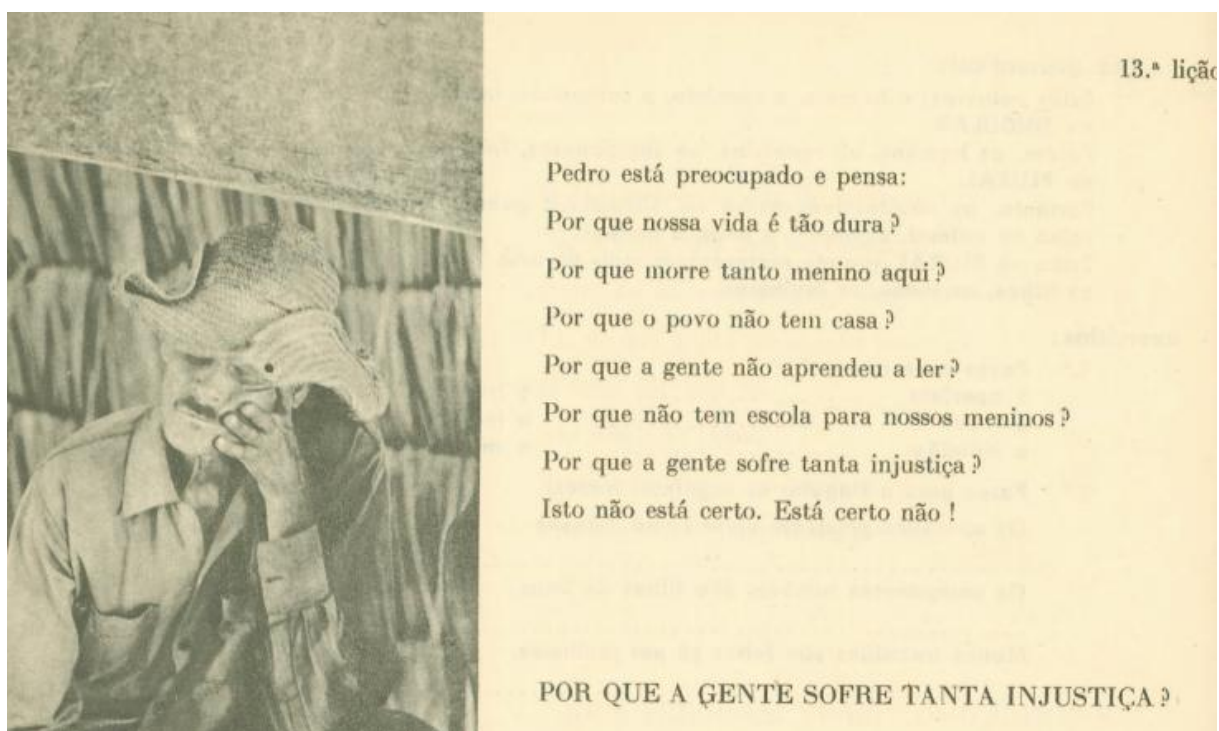 13.ª lição
Pedro está preocupado e pensa:
Por que nossa vida é tão dura?
Por que morre tanto menino aqui?
Por que o povo não tem casa?
Por que a gente não aprendeu a ler?
Por que não tem escola para nossos meninos?
Por que a gente sofre tanta injustiça?
Isto não está certo. Está certo não!
POR QUE A GENTE SOFRE TANTA INJUSTIÇA?